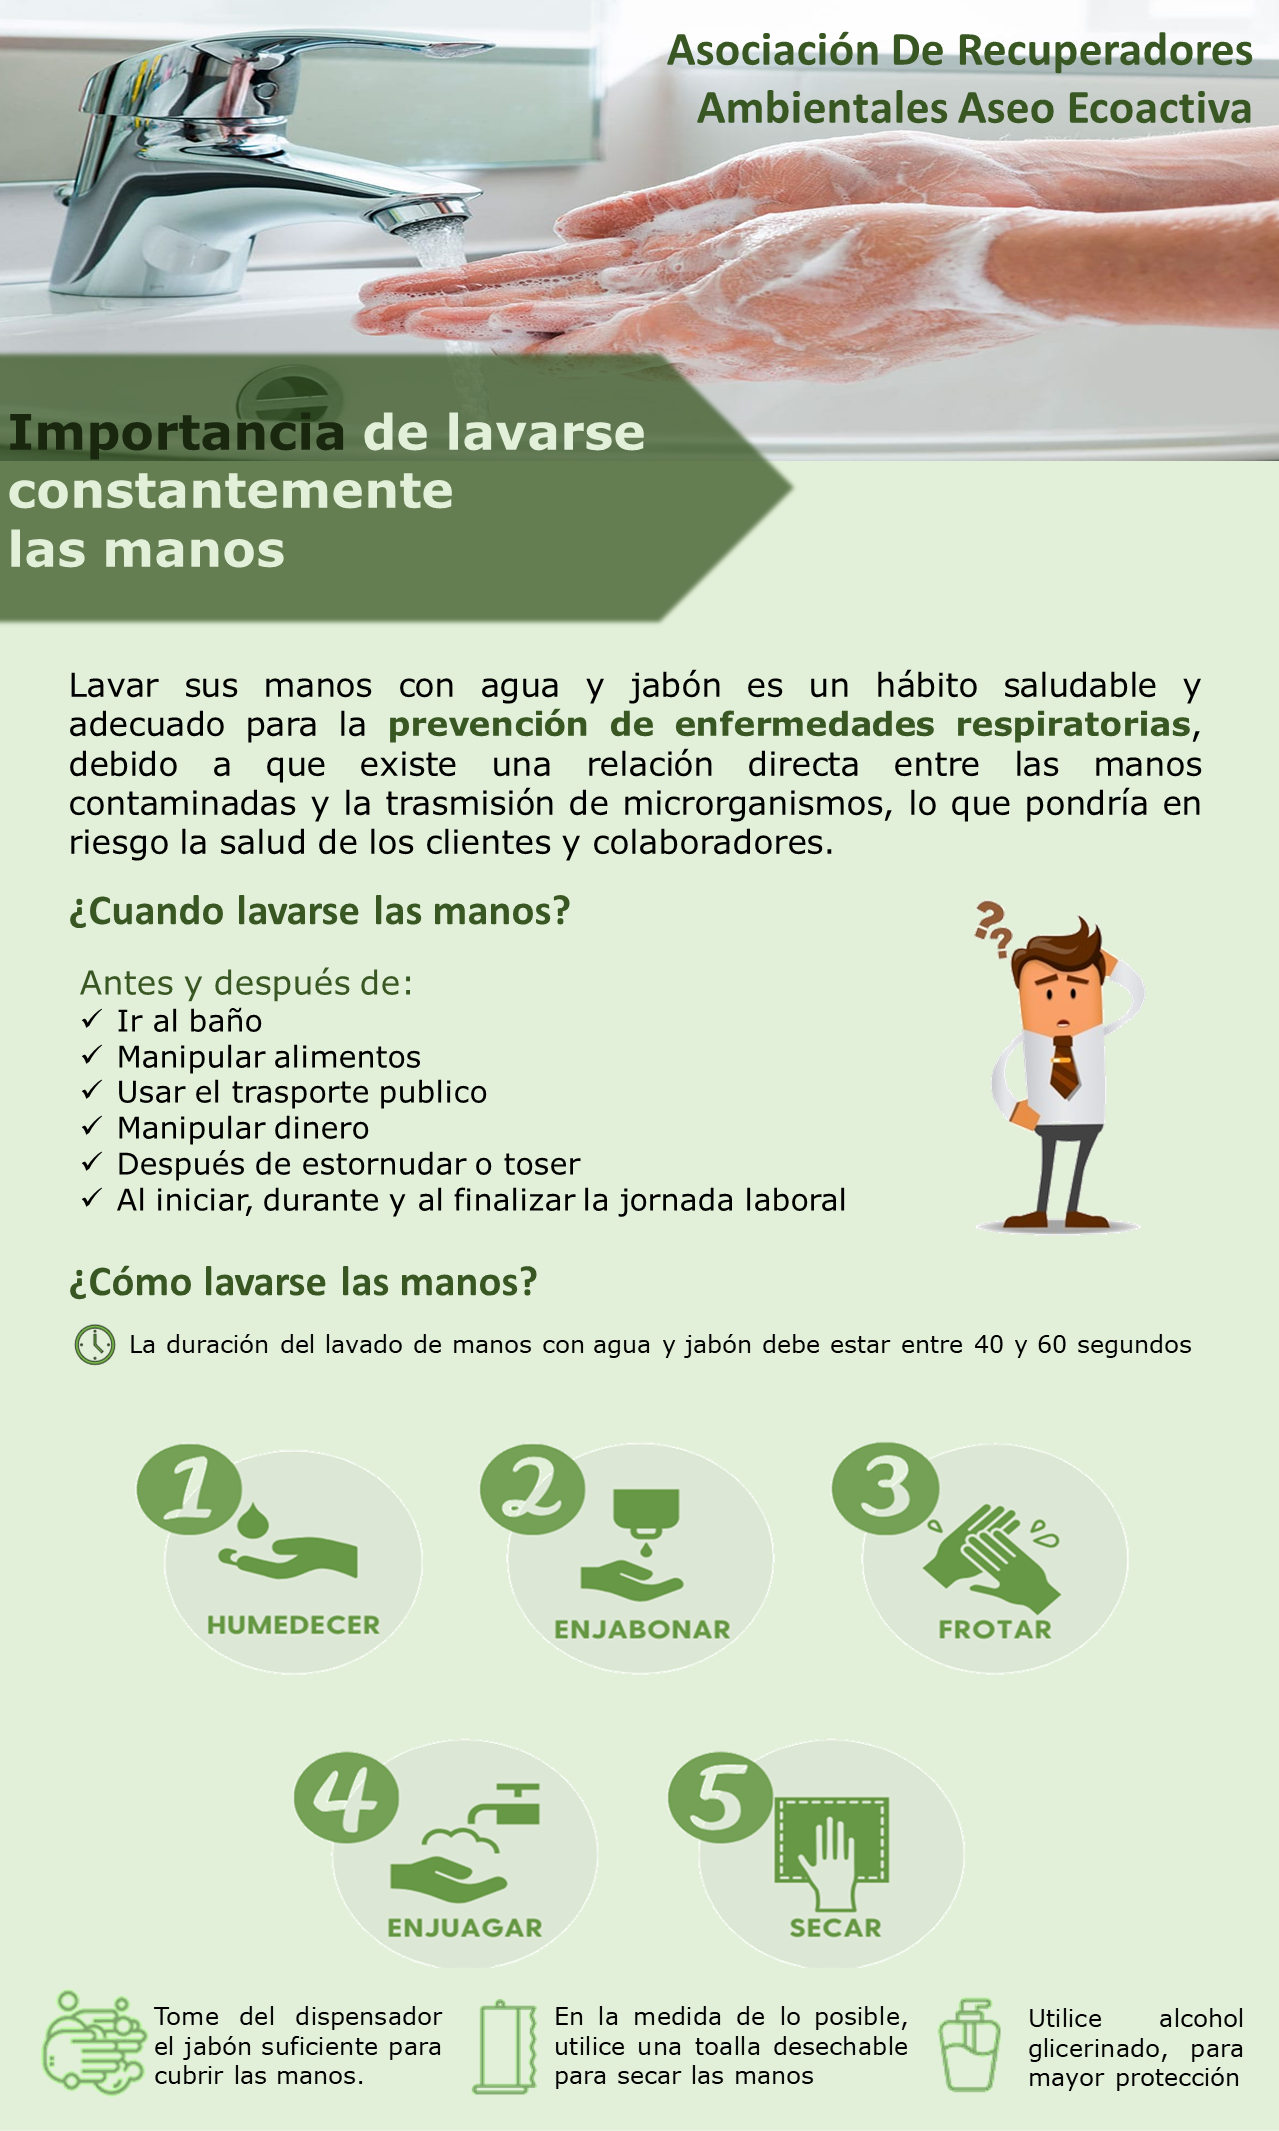 Asociación De Recuperadores
Ambientales Aseo Ecoactiva
Importancia de lavarse
constantemente
las manos
Lavar sus manos con agua y jabón es un hábito saludable y
adecuado para la prevención de enfermedades respiratorias,
debido a que existe una relación directa entre las manos
contaminadas y la trasmisión de microrganismos, lo que pondría en
riesgo la salud de los clientes y colaboradores.
¿Cuando lavarse las manos?
Antes y después de:
✓ Ir al baño
✓ Manipular alimentos
✓ Usar el trasporte publico
✓ Manipular dinero
✓ Después de estornudar o toser
✓ Al iniciar, durante y al finalizar la jornada laboral
¿Cómo lavarse las manos?
La duración del lavado de manos con agua y jabón debe estar entre 40 y 60 segundos
1
HUMEDECER
2
ENJABONAR
3
FROTAR
4
ENJUAGAR
5
SECAR
Tome del dispensador
el jabón suficiente para
cubrir las manos.
En la medida de lo posible,
utilice una toalla desechable
para secar las manos
Utilice alcohol
glicerinado, para
mayor protección